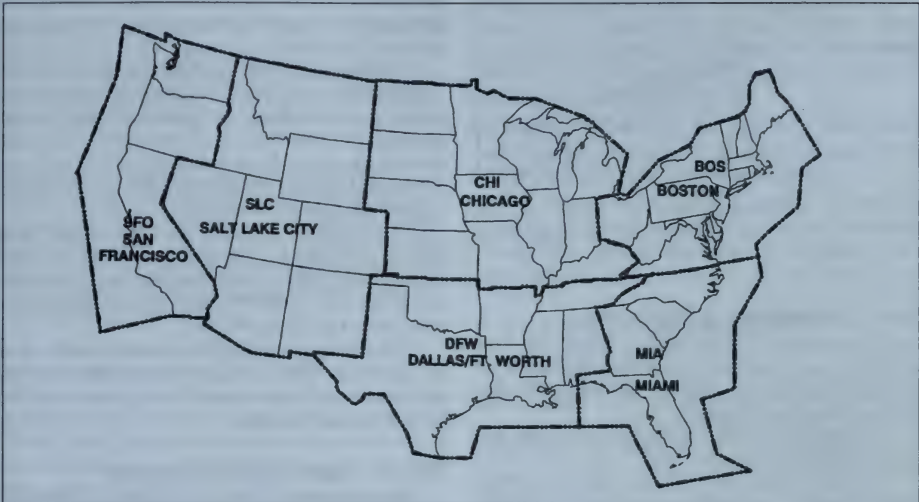 BOS
BOSTON
CHI
CHICAGO
SLC
SALT LAKE CITY
SFO
SAN
FRANCISCO
DFW
DALLAS/FT. WORTH
MIA
MIAMI